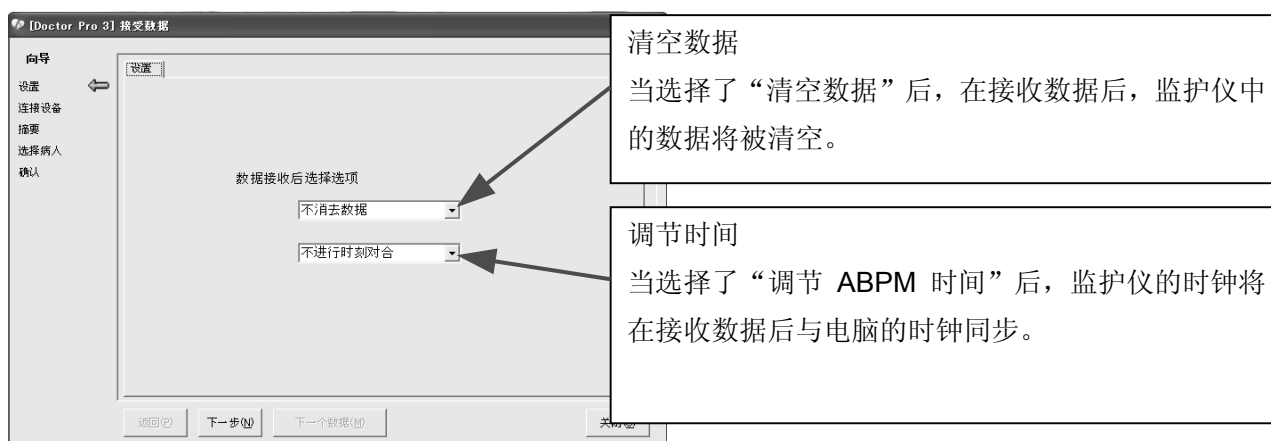 [Doctor Pro 3] 接受数据
向导
设置
连接设备
摘要
选择病人
确认
设置
数据接收后选择选项
不消去数据
不进行时刻对合
返回(P)
下一步(N)
下一个数据(M)
清空数据
当选择了“清空数据”后，在接收数据后，监护仪中
的数据将被清空。
调节时间
当选择了“调节 ABPM 时间”后，监护仪的时钟将
在接收数据后与电脑的时钟同步。